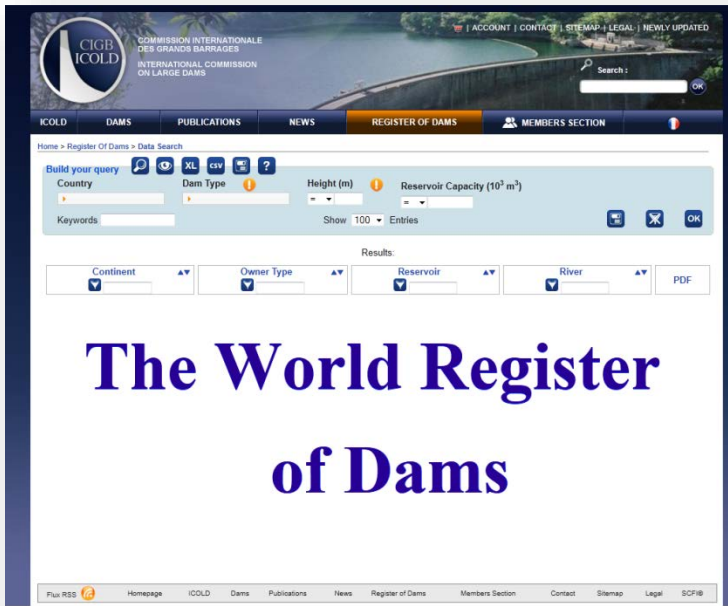 CIGB
ICOLD
COMMISSION INTERNATIONALE
DES GRANDS BARRAGES
INTERNATIONAL COMMISSION
ON LARGE DAMS
| ACCOUNT | CONTACT | SITEMAP | LEGAL | NEWLY UPDATED
Search :
OK
ICOLD DAMS PUBLICATIONS NEWS REGISTER OF DAMS MEMBERS SECTION
Home > Register Of Dams > Data Search
Build your query XL CSV ?
Country Dam Type ! Height (m) ! Reservoir Capacity (10³ m³)
= =
Keywords Show 100 Entries OK
Results:
Continent Owner Type Reservoir River PDF
The World Register
of Dams
Flux RSS Homepage ICOLD Dams Publications News Register of Dams Members Section Contact Sitemap Legal SCFI®